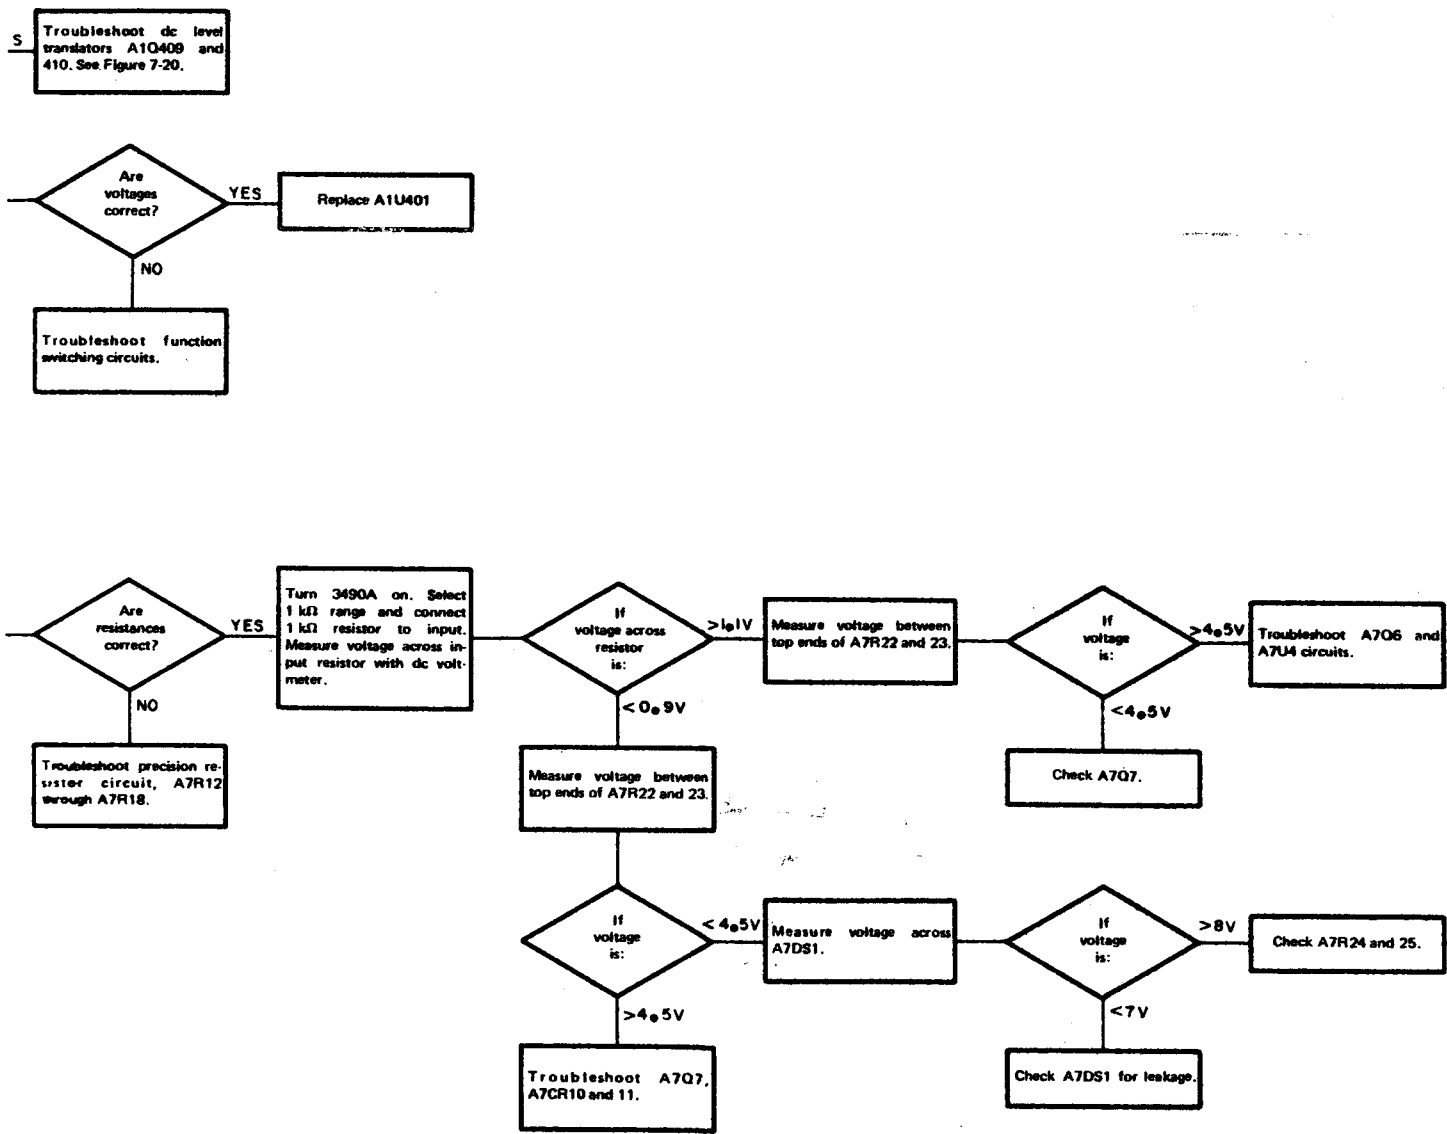 S
Troubleshoot dc level
translators A1Q409 and
410. See Figure 7-20.
Are
voltages
correct?
YES
Replace A1U401
NO
Troubleshoot function
switching circuits.
Are
resistances
correct?
YES
Turn 3490A on. Select
1 kΩ range and connect
1 kΩ resistor to input.
Measure voltage across in-
put resistor with dc volt-
meter.
If
voltage across
resistor
is:
>1.1V
Measure voltage between
top ends of A7R22 and 23.
If
voltage
is:
>4.5V
Troubleshoot A7Q6 and
A7U4 circuits.
NO
<0.9V
<4.5V
Troubleshoot precision re-
sistor circuit, A7R12
through A7R18.
Measure voltage between
top ends of A7R22 and 23.
Check A7Q7.
If
voltage
is:
<4.5V
Measure voltage across
A7DS1.
If
voltage
is:
>8V
Check A7R24 and 25.
>4.5V
<7V
Troubleshoot A7Q7,
A7CR10 and 11.
Check A7DS1 for leakage.